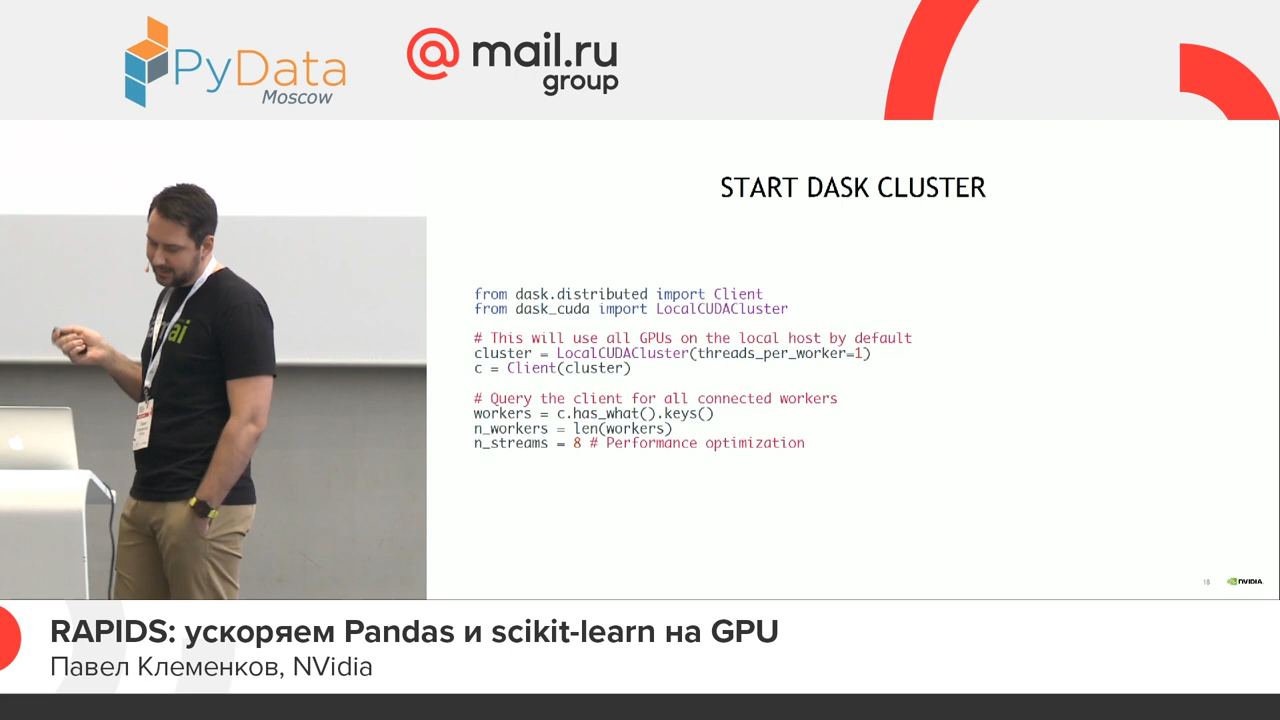 PyData
Moscow
@mail.ru
group
START DASK CLUSTER
from dask.distributed import Client
from dask_cuda import LocalCUDACluster
# This will use all GPUs on the local host by default
cluster = LocalCUDACluster(threads_per_worker=1)
c = Client(cluster)
# Query the client for all connected workers
workers = c.has_what().keys()
n_workers = len(workers)
n_streams = 8 # Performance optimization
18
NVIDIA.
RAPIDS: ускоряем Pandas и scikit-learn на GPU
Павел Клеменков, NVidia